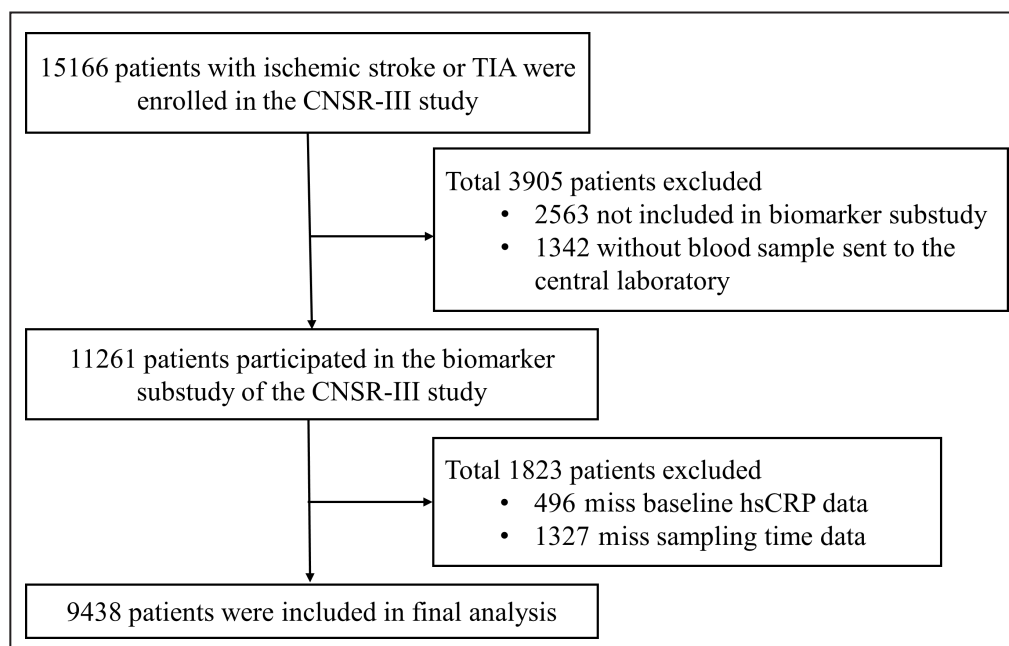 15166 patients with ischemic stroke or TIA were
enrolled in the CNSR-III study
Total 3905 patients excluded
• 2563 not included in biomarker substudy
• 1342 without blood sample sent to the
central laboratory
11261 patients participated in the biomarker
substudy of the CNSR-III study
Total 1823 patients excluded
• 496 miss baseline hsCRP data
• 1327 miss sampling time data
9438 patients were included in final analysis